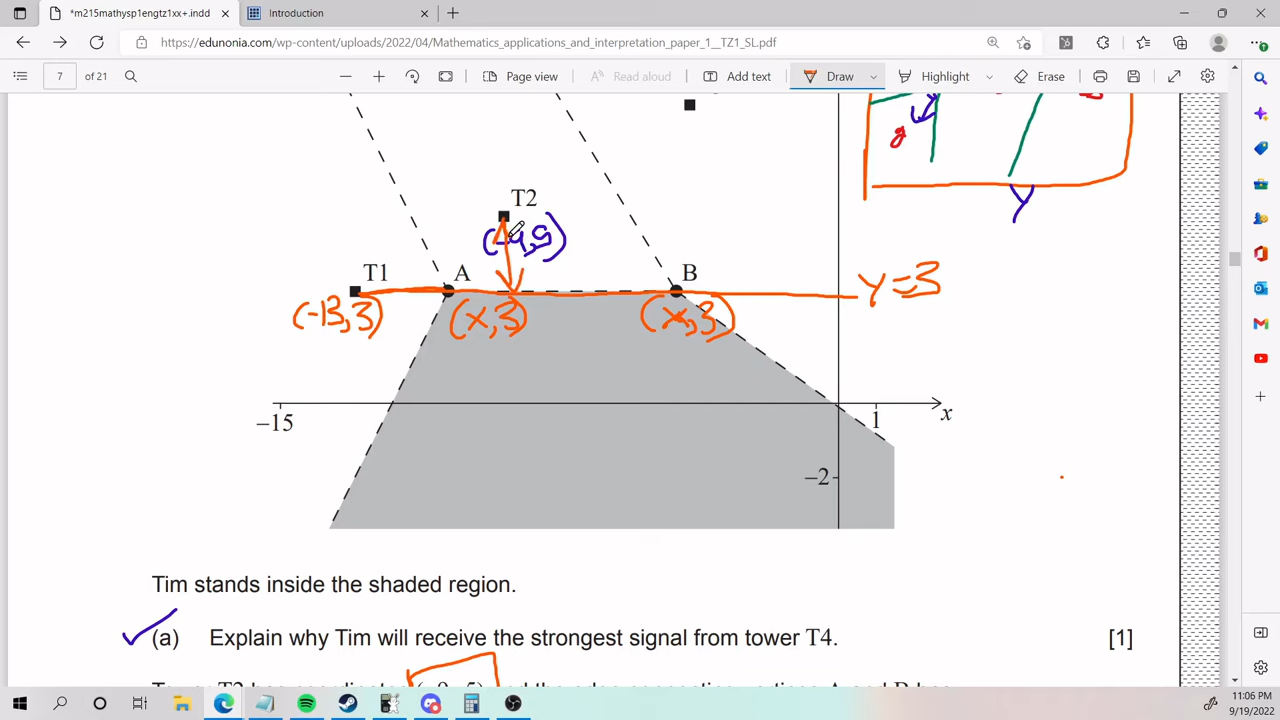 *m215mathysp1engtz1xx+.indd
Introduction
https://edunonia.com/wp-content/uploads/2022/04/Mathematics_applications_and_interpretation_paper_1__TZ1_SL.pdf
7 of 21
Page view
Read aloud
Add text
Draw
Highlight
Erase
g
Y
T2
(-9,5)
T1
A
B
y=3
(-13,3)
(x,3)
(x,3)
-15
1
x
-2
Tim stands inside the shaded region.
(a) Explain why Tim will receive the strongest signal from tower T4. [1]
11:06 PM
9/19/2022